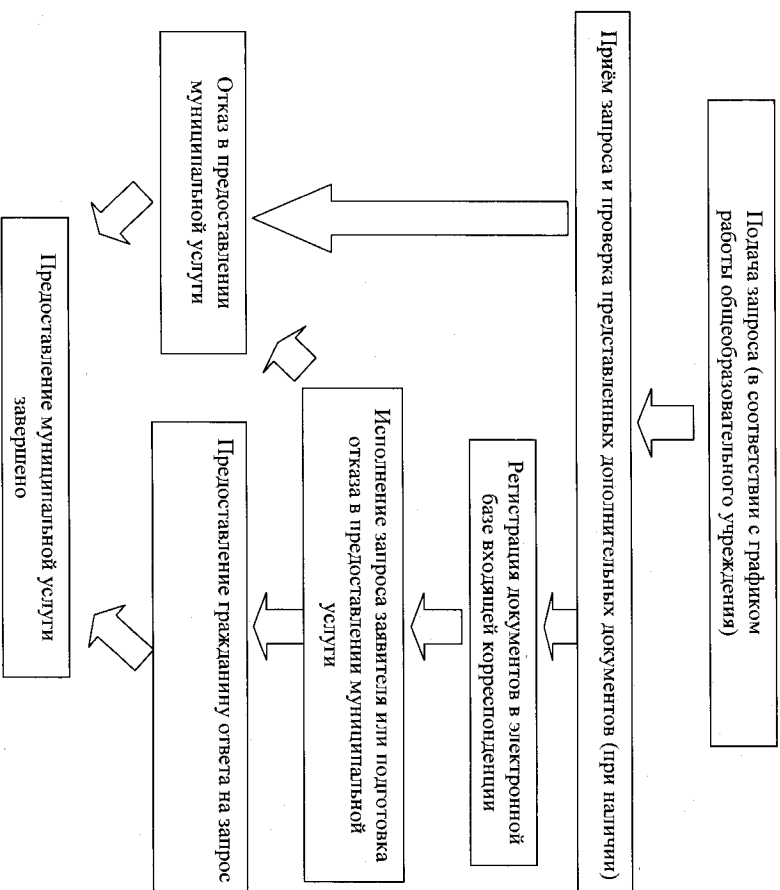 Подача запроса (в соответствии с графиком
работы общеобразовательного учреждения)
Приём запроса и проверка представленных дополнительных документов (при наличии)
Регистрация документов в электронной
базе входящей корреспонденции
Исполнение запроса заявителя или подготовка
отказа в предоставлении муниципальной
услуги
Отказ в предоставлении
муниципальной услуги
Предоставление гражданину ответа на запрос
Предоставление муниципальной услуги
завершено